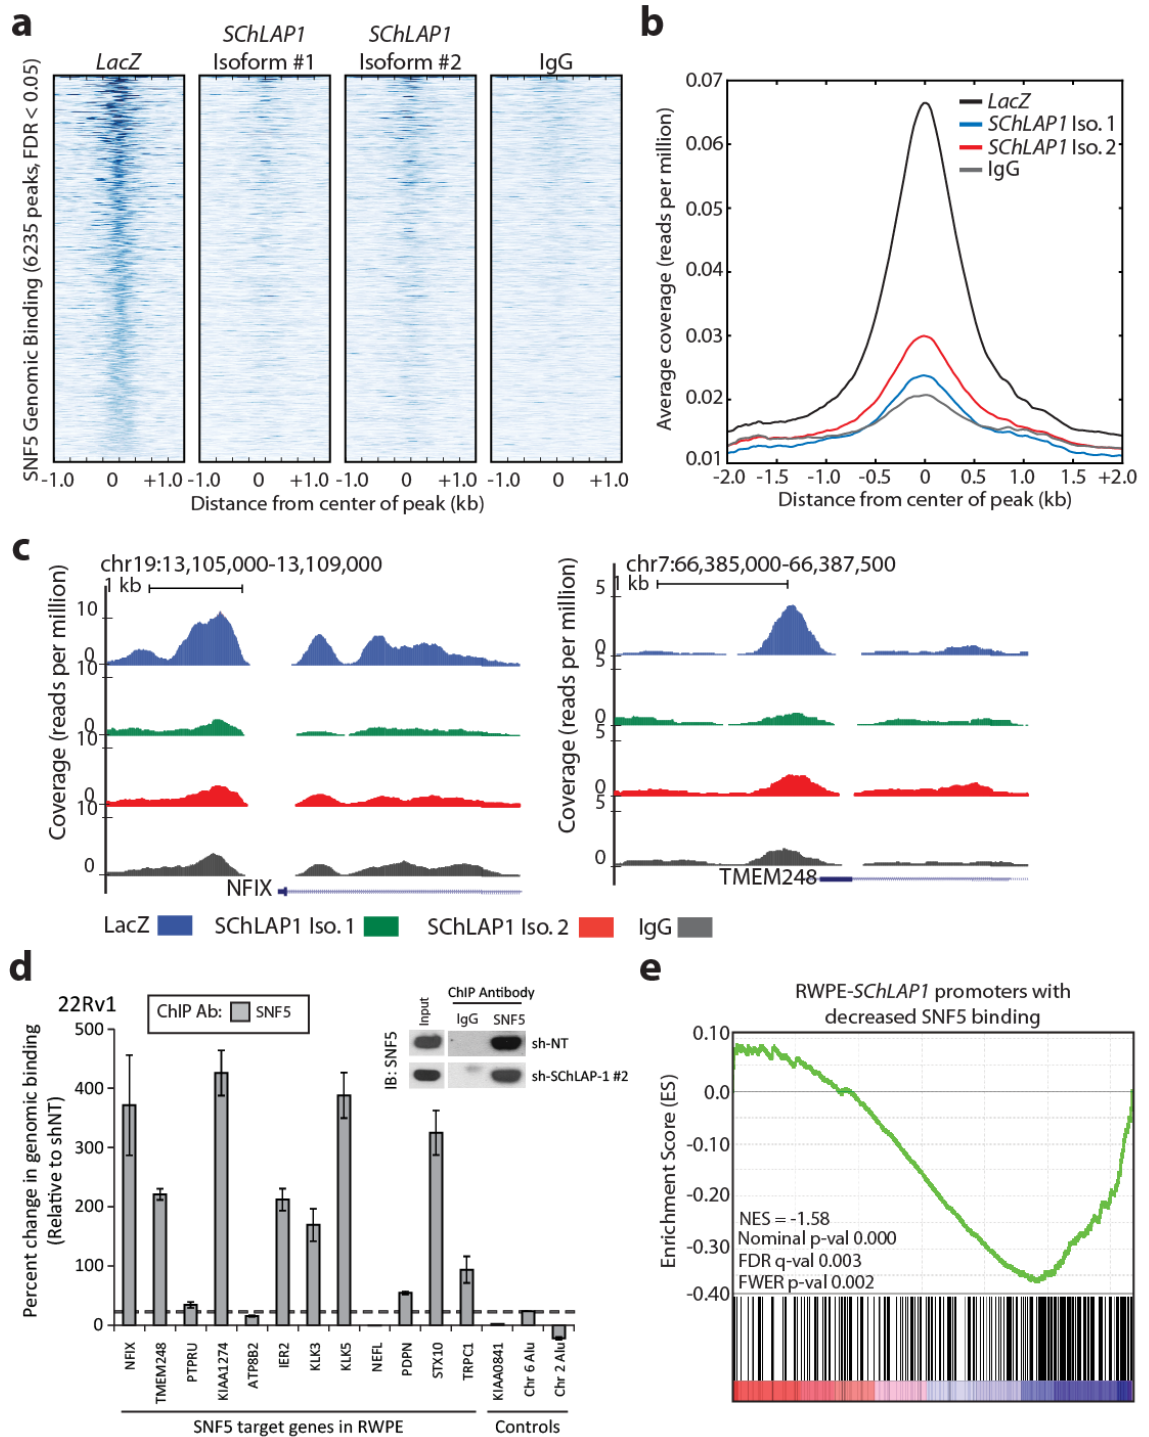 a
LacZ
SChLAP1
Isoform #1
SChLAP1
Isoform #2
IgG
SNF5 Genomic Binding (6235 peaks, FDR < 0.05)
-1.0 0 +1.0
-1.0 0 +1.0
-1.0 0 +1.0
-1.0 0 +1.0
Distance from center of peak (kb)
b
0.07
0.06
0.05
0.04
0.03
0.02
0.01
Average coverage (reads per million)
LacZ
SChLAP1 Iso. 1
SChLAP1 Iso. 2
IgG
-2.0 -1.5 -1.0 -0.5 0 0.5 1.0 1.5 +2.0
Distance from center of peak (kb)
c
chr19:13,105,000-13,109,000
1 kb
Coverage (reads per million)
10
0
10
0
10
0
10
0
NFIX
chr7:66,385,000-66,387,500
1 kb
Coverage (reads per million)
5
0
5
0
5
0
5
0
TMEM248
LacZ
SChLAP1 Iso. 1
SChLAP1 Iso. 2
IgG
d
22Rv1
ChIP Ab: SNF5
Percent change in genomic binding
(Relative to shNT)
500
400
300
200
100
0
Input
ChIP Antibody
IgG SNF5
IB: SNF5
sh-NT
sh-SChLAP-1 #2
NFIX
TMEM248
PTPRU
KIAA1274
ATP8B2
IER2
KLK3
KLK5
NEFL
PDPN
STX10
TRPC1
KIAA0841
Chr 6 Alu
Chr 2 Alu
SNF5 target genes in RWPE
Controls
e
RWPE-SChLAP1 promoters with
decreased SNF5 binding
Enrichment Score (ES)
0.10
0.0
-0.10
-0.20
-0.30
-0.40
NES = -1.58
Nominal p-val 0.000
FDR q-val 0.003
FWER p-val 0.002